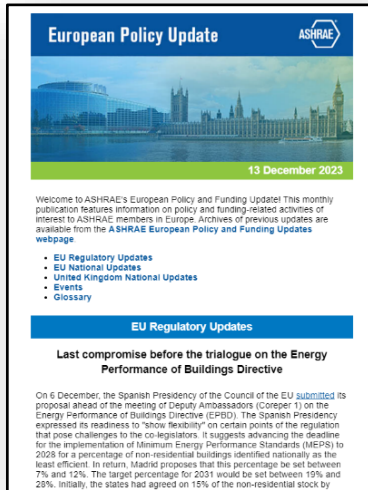 European Policy Update
ASHRAE
13 December 2023
Welcome to ASHRAE's European Policy and Funding Update! This monthly
publication features information on policy and funding-related activities of
interest to ASHRAE members in Europe. Archives of previous updates are
available from the ASHRAE European Policy and Funding Updates
webpage.
• EU Regulatory Updates
• EU National Updates
• United Kingdom National Updates
• Events
• Glossary
EU Regulatory Updates
Last compromise before the trialogue on the Energy
Performance of Buildings Directive
On 6 December, the Spanish Presidency of the Council of the EU submitted its
proposal ahead of the meeting of Deputy Ambassadors (Coreper 1) on the
Energy Performance of Buildings Directive (EPBD). The Spanish Presidency
expressed its readiness to "show flexibility" on certain points of the regulation
that pose challenges to the co-legislators. It suggests advancing the deadline
for the implementation of Minimum Energy Performance Standards (MEPS) to
2028 for a percentage of non-residential buildings identified nationally as the
least efficient. In return, Madrid proposes that this percentage be set between
7% and 12%. The target percentage for 2031 would be set between 19% and
28%. Initially, the states had agreed on 15% of the non-residential stock by